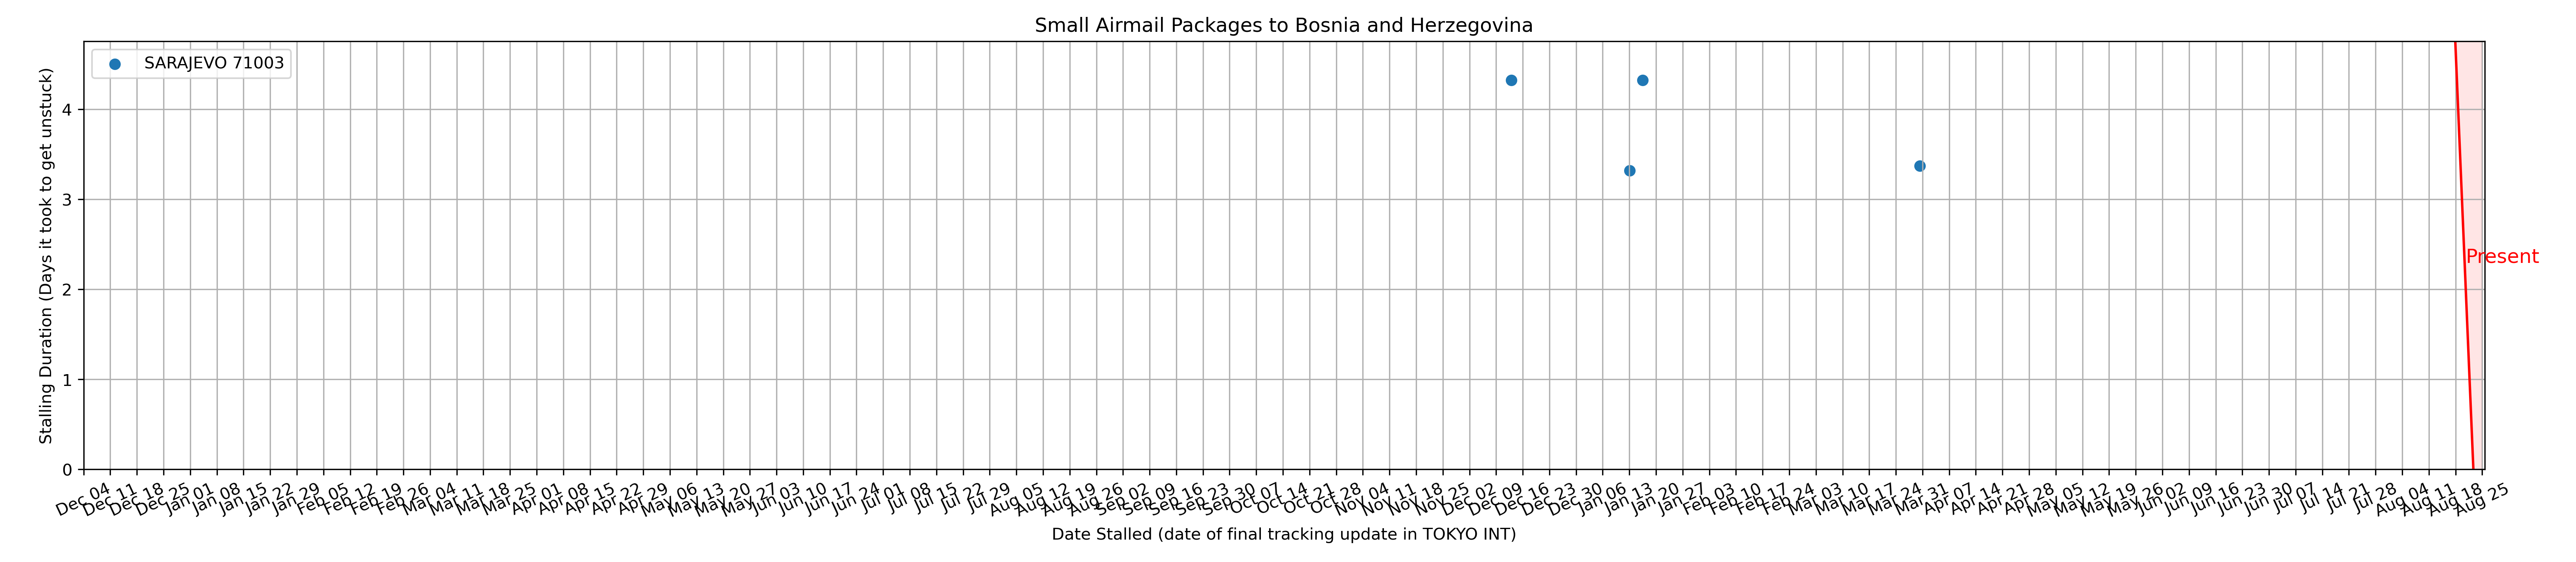 Small Airmail Packages to Bosnia and Herzegovina
SARAJEVO 71003
Stalling Duration (Days it took to get unstuck)
4
3
2
1
0
Present
Dec 04 Dec 11 Dec 18 Dec 25 Jan 01 Jan 08 Jan 15 Jan 22 Jan 29 Feb 05 Feb 12 Feb 19 Feb 26 Mar 04 Mar 11 Mar 18 Mar 25 Apr 01 Apr 08 Apr 15 Apr 22 Apr 29 May 06 May 13 May 20 May 27 Jun 03 Jun 10 Jun 17 Jun 24 Jul 01 Jul 08 Jul 15 Jul 22 Jul 29 Aug 05 Aug 12 Aug 19 Aug 26 Sep 02 Sep 09 Sep 16 Sep 23 Sep 30 Oct 07 Oct 14 Oct 21 Oct 28 Nov 04 Nov 11 Nov 18 Nov 25 Dec 02 Dec 09 Dec 16 Dec 23 Dec 30 Jan 06 Jan 13 Jan 20 Jan 27 Feb 03 Feb 10 Feb 17 Feb 24 Mar 03 Mar 10 Mar 17 Mar 24 Mar 31 Apr 07 Apr 14 Apr 21 Apr 28 May 05 May 12 May 19 May 26 Jun 02 Jun 09 Jun 16 Jun 23 Jun 30 Jul 07 Jul 14 Jul 21 Jul 28 Aug 04 Aug 11 Aug 18 Aug 25
Date Stalled (date of final tracking update in TOKYO INT)